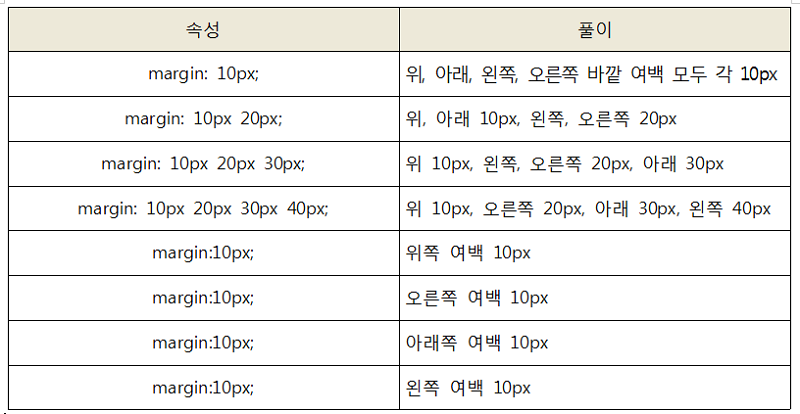 속성 풀이
margin: 10px; 위, 아래, 왼쪽, 오른쪽 바깥 여백 모두 각 10px
margin: 10px 20px; 위, 아래 10px, 왼쪽, 오른쪽 20px
margin: 10px 20px 30px; 위 10px, 왼쪽, 오른쪽 20px, 아래 30px
margin: 10px 20px 30px 40px; 위 10px, 오른쪽 20px, 아래 30px, 왼쪽 40px
margin:10px; 위쪽 여백 10px
margin:10px; 오른쪽 여백 10px
margin:10px; 아래쪽 여백 10px
margin:10px; 왼쪽 여백 10px